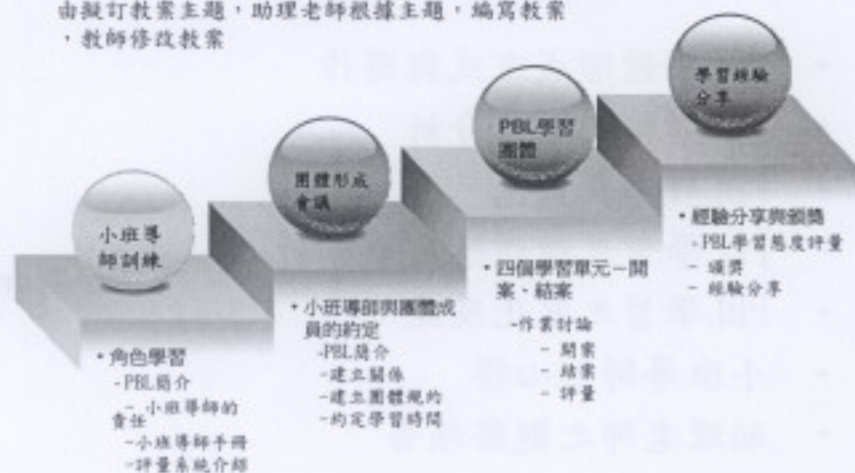 由擬訂教案主題，助理老師根據主題，編寫教案
，教師修改教案
小班導
師訓練
• 角色學習
-PBL簡介
- 小班導師的
責任
-小班導師手冊
-評量系統介紹
團體形成
會議
• 小班導師與團體成
員的約定
-PBL簡介
-建立關係
-建立團體規約
-約定學習時間
PBL學習
團體
• 四個學習單元－開
案、結案
-作業討論
- 開案
- 結案
- 評量
學習經驗
分享
• 經驗分享與頒獎
-PBL學習態度評量
- 頒獎
- 經驗分享